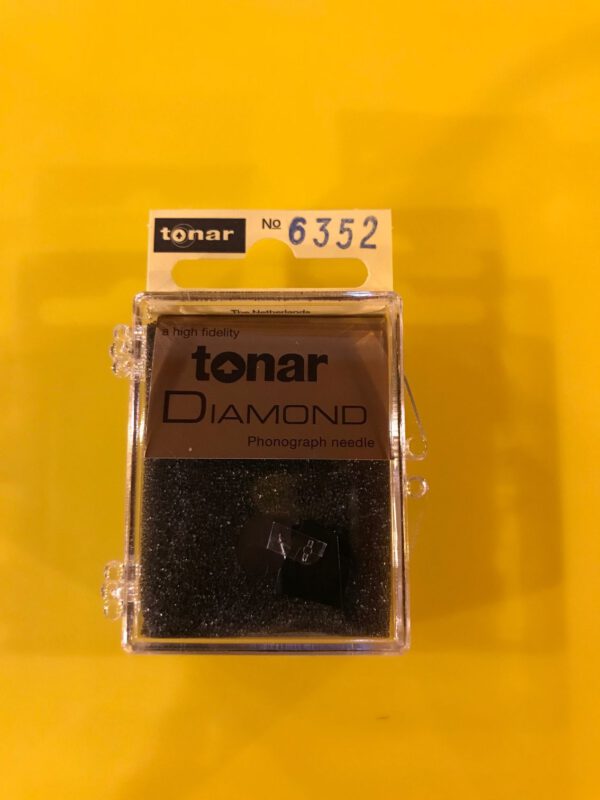 tonar No 6352
The Netherlands
a high fidelity
tonar
DIAMOND
Phonograph needle